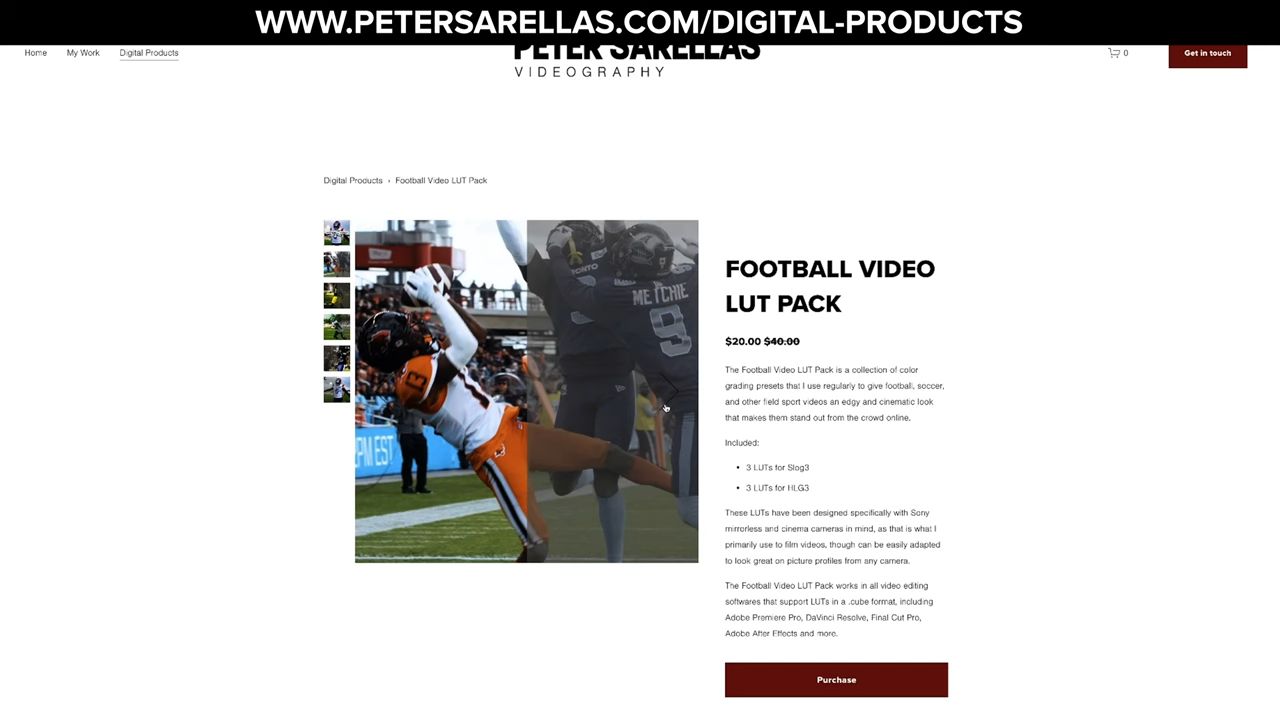 WWW.PETERSARELLAS.COM/DIGITAL-PRODUCTS
Home My Work Digital Products
PETER SARELLAS
VIDEOGRAPHY
0
Get in touch
Digital Products › Football Video LUT Pack
METCHIE
9
13
PM EST
FOOTBALL VIDEO
LUT PACK
$20.00 $40.00
The Football Video LUT Pack is a collection of color
grading presets that I use regularly to give football, soccer,
and other field sport videos an edgy and cinematic look
that makes them stand out from the crowd online.
Included:
• 3 LUTs for Slog3
• 3 LUTs for HLG3
These LUTs have been designed specifically with Sony
mirrorless and cinema cameras in mind, as that is what I
primarily use to film videos, though can be easily adapted
to look great on picture profiles from any camera.
The Football Video LUT Pack works in all video editing
softwares that support LUTs in a .cube format, including
Adobe Premiere Pro, DaVinci Resolve, Final Cut Pro,
Adobe After Effects and more.
Purchase